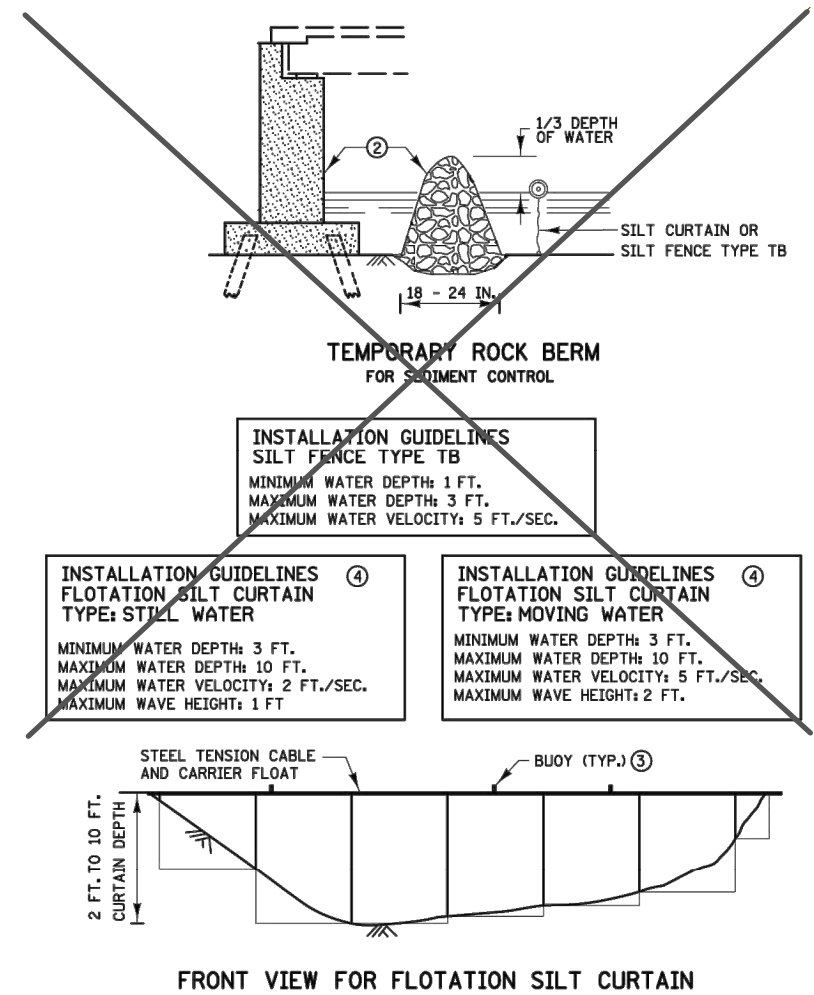 1/3 DEPTH
OF WATER
②
SILT CURTAIN OR
SILT FENCE TYPE TB
18 - 24 IN.
TEMPORARY ROCK BERM
FOR SEDIMENT CONTROL
INSTALLATION GUIDELINES
SILT FENCE TYPE TB
MINIMUM WATER DEPTH: 1 FT.
MAXIMUM WATER DEPTH: 3 FT.
MAXIMUM WATER VELOCITY: 5 FT./SEC.
INSTALLATION GUIDELINES ④
FLOTATION SILT CURTAIN
TYPE: STILL WATER
MINIMUM WATER DEPTH: 3 FT.
MAXIMUM WATER DEPTH: 10 FT.
MAXIMUM WATER VELOCITY: 2 FT./SEC.
MAXIMUM WAVE HEIGHT: 1 FT
INSTALLATION GUIDELINES ④
FLOTATION SILT CURTAIN
TYPE: MOVING WATER
MINIMUM WATER DEPTH: 3 FT.
MAXIMUM WATER DEPTH: 10 FT.
MAXIMUM WATER VELOCITY: 5 FT./SEC.
MAXIMUM WAVE HEIGHT: 2 FT.
STEEL TENSION CABLE
AND CARRIER FLOAT
BUOY (TYP.) ③
2 FT. TO 10 FT.
CURTAIN DEPTH
FRONT VIEW FOR FLOTATION SILT CURTAIN